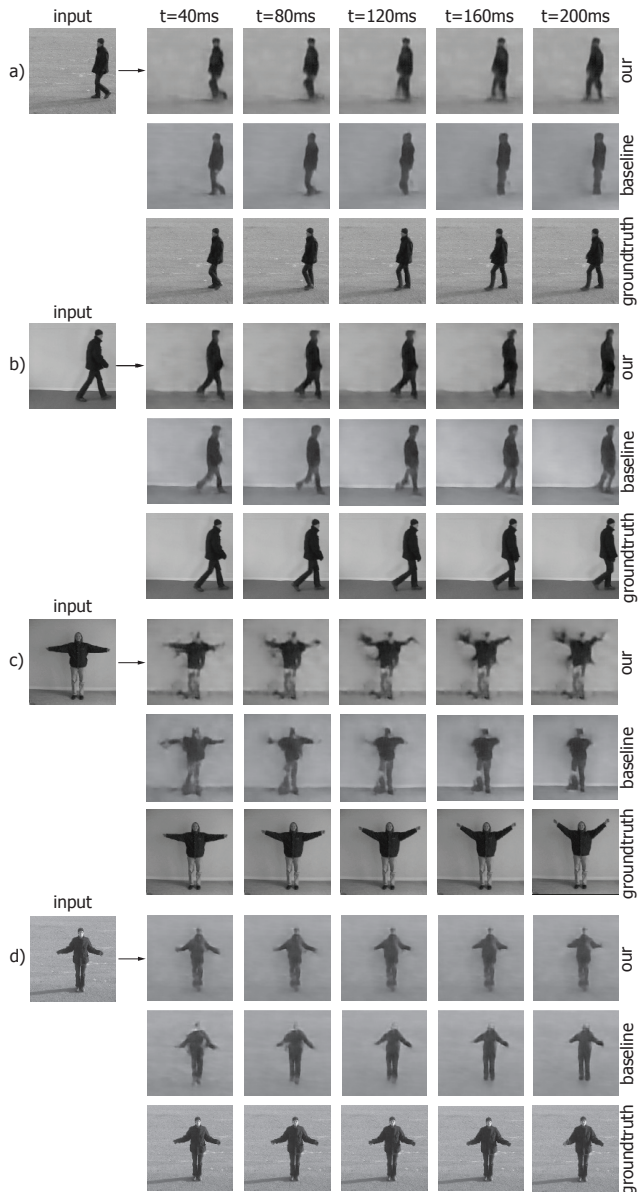 input t=40ms t=80ms t=120ms t=160ms t=200ms
a)
our
baseline
groundtruth
input
b)
our
baseline
groundtruth
input
c)
our
baseline
groundtruth
input
d)
our
baseline
groundtruth